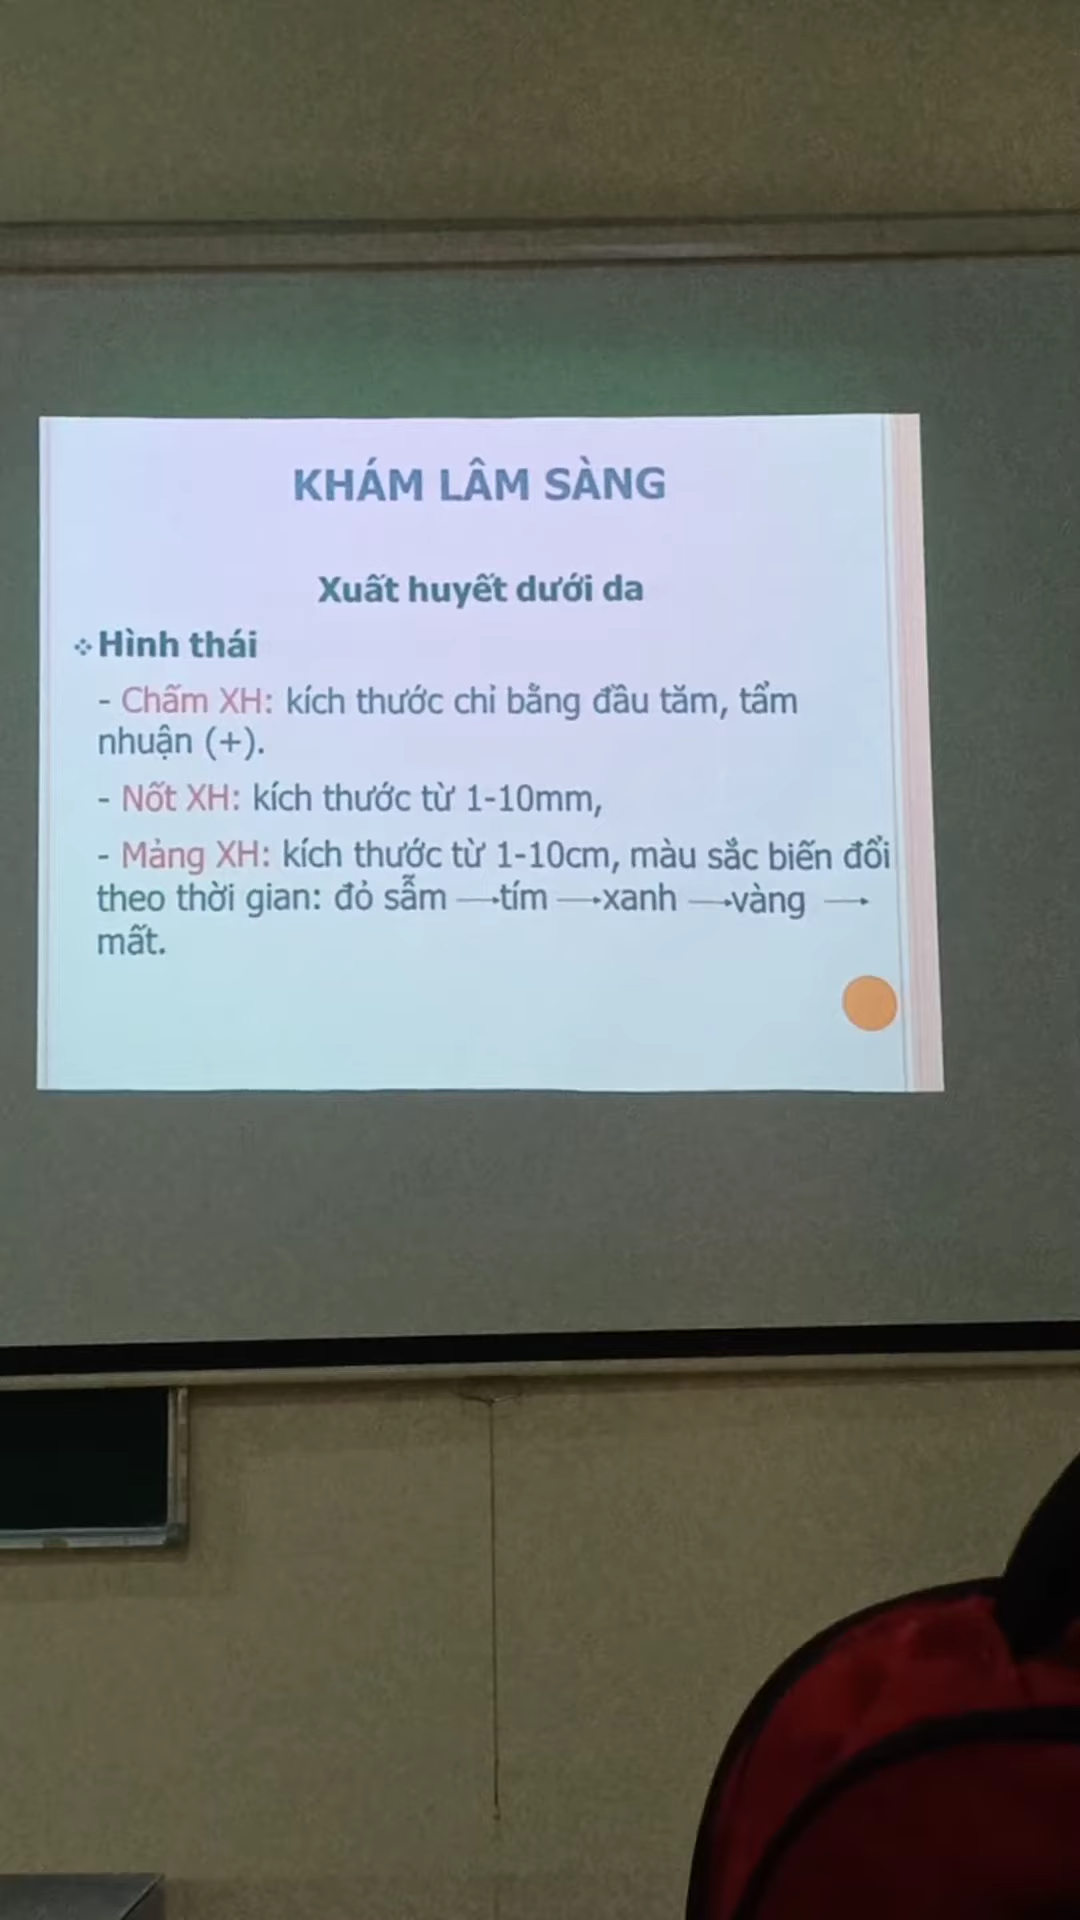 KHÁM LÂM SÀNG
Xuất huyết dưới da
❖ Hình thái
- Chấm XH: kích thước chỉ bằng đầu tăm, tẩm
nhuận (+).
- Nốt XH: kích thước từ 1-10mm,
- Mảng XH: kích thước từ 1-10cm, màu sắc biến đổi
theo thời gian: đỏ sẫm → tím → xanh → vàng →
mất.